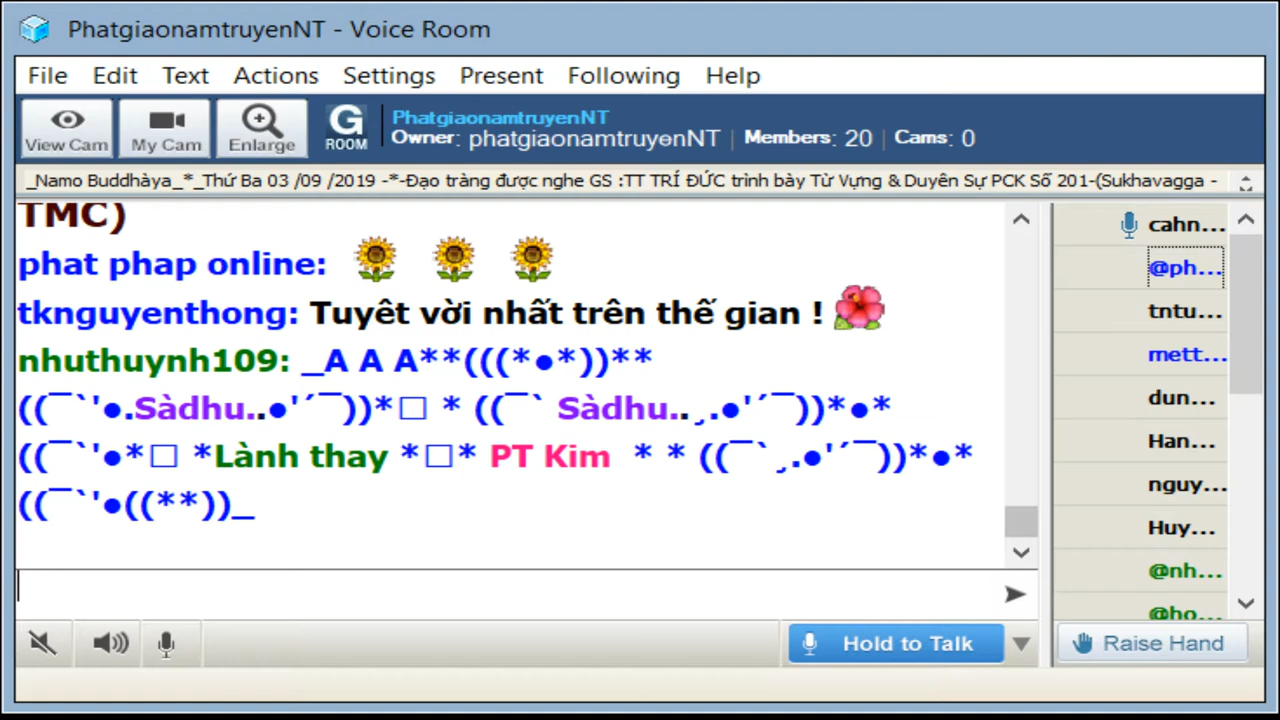 PhatgiaonamtruyenNT - Voice Room
File Edit Text Actions Settings Present Following Help
View Cam My Cam Enlarge G ROOM
PhatgiaonamtruyenNT
Owner: phatgiaonamtruyenNT | Members: 20 | Cams: 0
_Namo Buddhàya_*_Thứ Ba 03 /09 /2019 -*-Đạo tràng được nghe GS :TT TRÍ ĐỨC trình bày Từ Vựng & Duyên Sự PCK Số 201-(Sukhavagga -
TMC)
phat phap online:
tknguyenthong: Tuyêt vời nhất trên thế gian !
nhuthuynh109: _A A A**(((*●*))**
((¯`'●.Sàdhu..●'´¯))*□ * ((¯` Sàdhu..¸.●'´¯))*●*
((¯`'●*□ *Lành thay *□* PT Kim * * ((¯`¸.●'´¯))*●*
((¯`'●((**))_
cahn...
@ph...
tntu...
mett...
dun...
Han...
nguy...
Huy...
@nh...
@ho...
Hold to Talk
Raise Hand